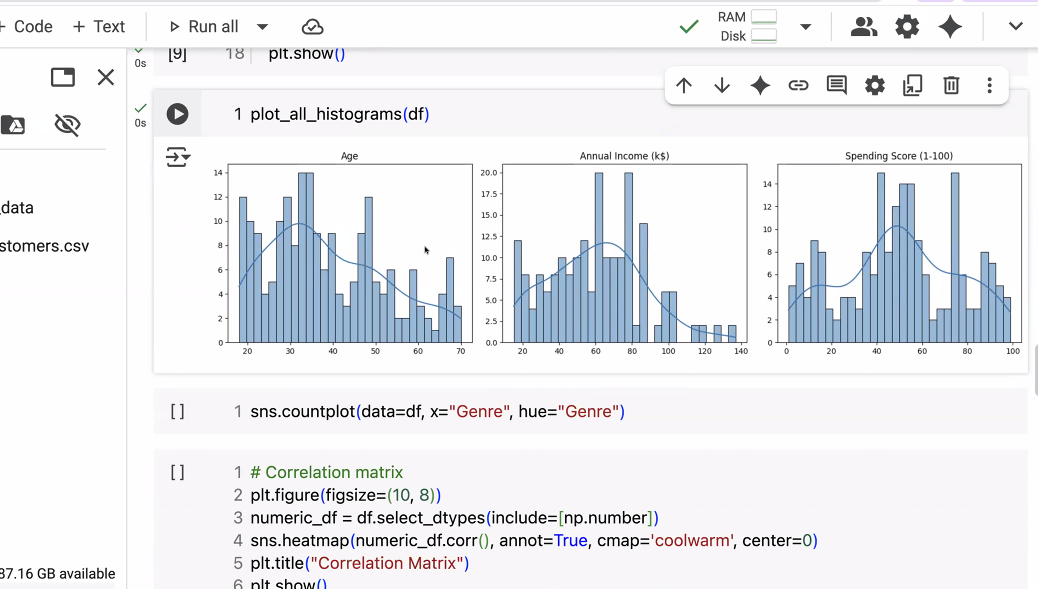 + Code + Text Run all RAM Disk
0s [9] 18 plt.show()
0s 1 plot_all_histograms(df)
_data
stomers.csv
87.16 GB available
Age
14
12
10
8
6
4
2
0
20 30 40 50 60 70
Annual Income (k$)
20.0
17.5
15.0
12.5
10.0
7.5
5.0
2.5
0.0
20 40 60 80 100 120 140
Spending Score (1-100)
14
12
10
8
6
4
2
0
0 20 40 60 80 100
[ ] 1 sns.countplot(data=df, x="Genre", hue="Genre")
[ ] 1 # Correlation matrix
2 plt.figure(figsize=(10, 8))
3 numeric_df = df.select_dtypes(include=[np.number])
4 sns.heatmap(numeric_df.corr(), annot=True, cmap='coolwarm', center=0)
5 plt.title("Correlation Matrix")
6 plt.show()